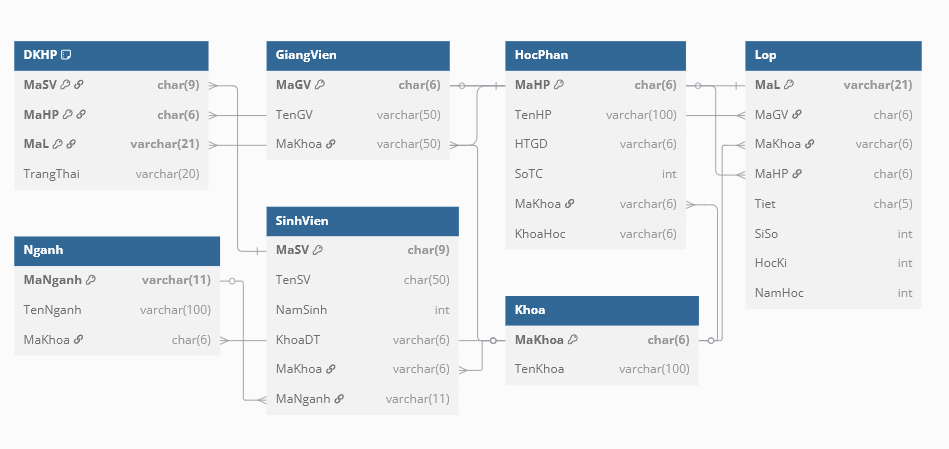 DKHP
MaSV char(9)
MaHP char(6)
MaL varchar(21)
TrangThai varchar(20)
GiangVien
MaGV char(6)
TenGV varchar(50)
MaKhoa varchar(50)
HocPhan
MaHP char(6)
TenHP varchar(100)
HTGD varchar(6)
SoTC int
MaKhoa varchar(6)
KhoaHoc varchar(6)
Lop
MaL varchar(21)
MaGV char(6)
MaKhoa varchar(6)
MaHP char(6)
Tiet char(5)
SiSo int
HocKi int
NamHoc int
Nganh
MaNganh varchar(11)
TenNganh varchar(100)
MaKhoa char(6)
SinhVien
MaSV char(9)
TenSV char(50)
NamSinh int
KhoaDT varchar(6)
MaKhoa varchar(6)
MaNganh varchar(11)
Khoa
MaKhoa char(6)
TenKhoa varchar(100)